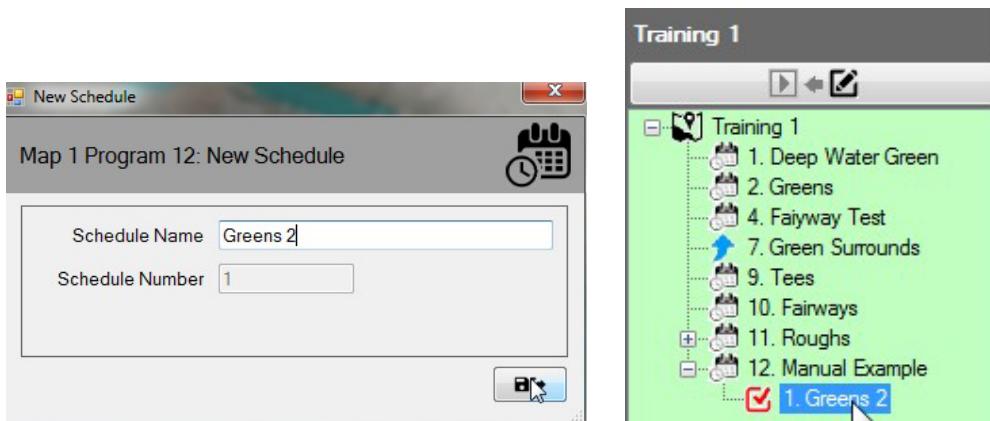 New Schedule
Map 1 Program 12: New Schedule
Schedule Name Greens 2
Schedule Number 1
Training 1
Training 1
1. Deep Water Green
2. Greens
4. Faiyway Test
7. Green Surrounds
9. Tees
10. Fairways
11. Roughs
12. Manual Example
1. Greens 2